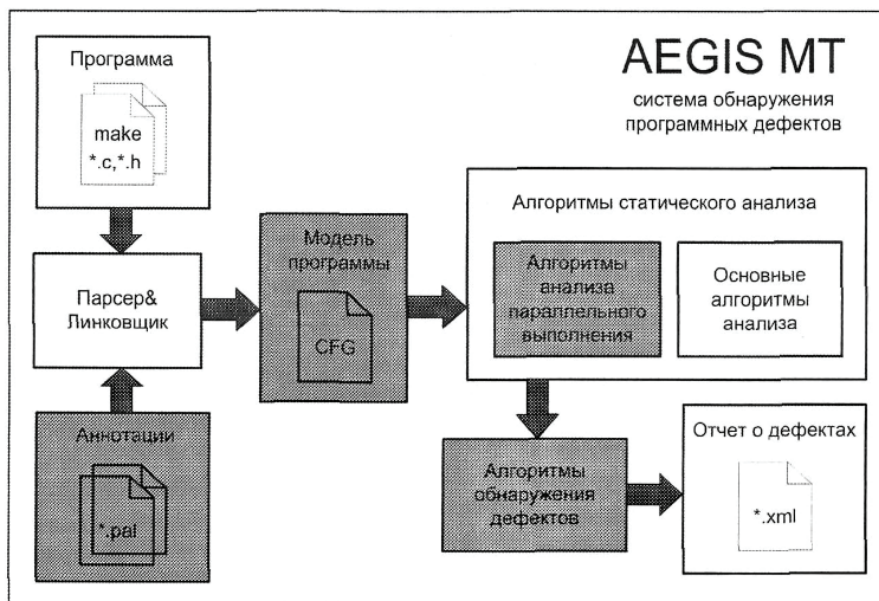 AEGIS MT
система обнаружения
программных дефектов
Программа
make
*.c,*.h
Парсер&
Линковщик
Аннотации
*.pal
Модель
программы
CFG
Алгоритмы статического анализа
Алгоритмы
анализа
параллельного
выполнения
Основные
алгоритмы
анализа
Алгоритмы
обнаружения
дефектов
Отчет о дефектах
*.xml